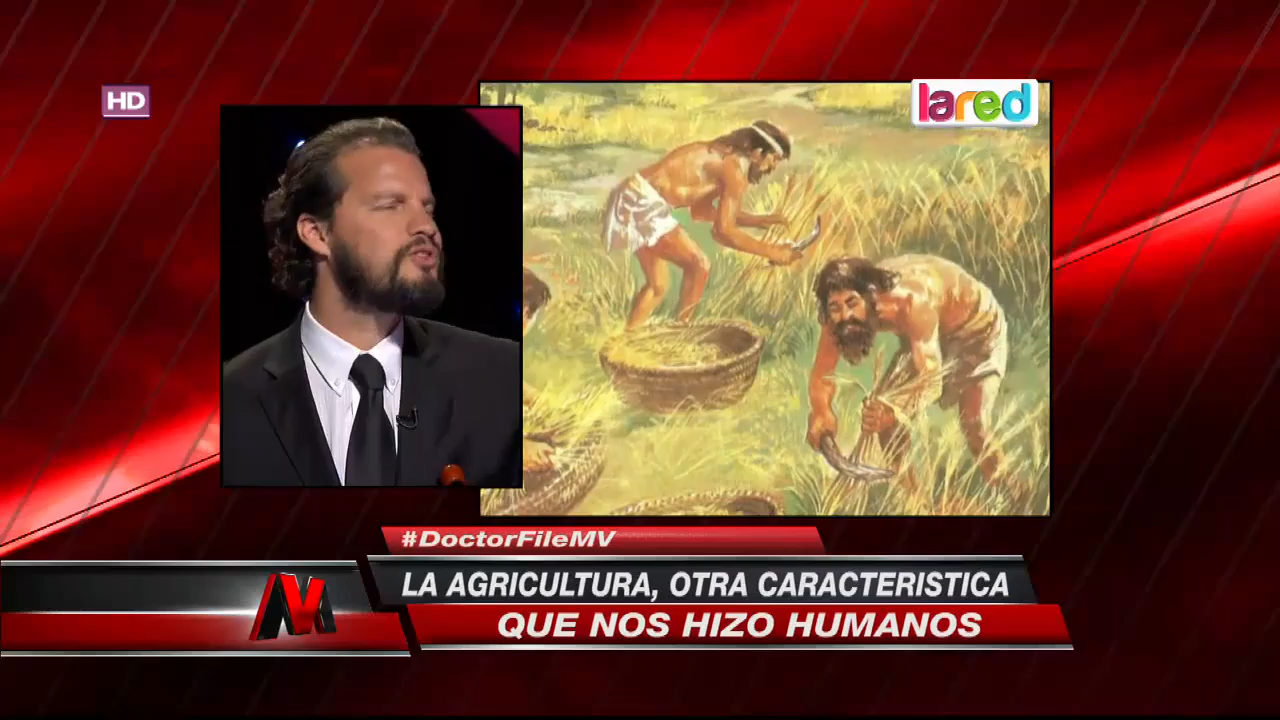 HD
lared
#DoctorFileMV
LA AGRICULTURA, OTRA CARACTERISTICA
QUE NOS HIZO HUMANOS